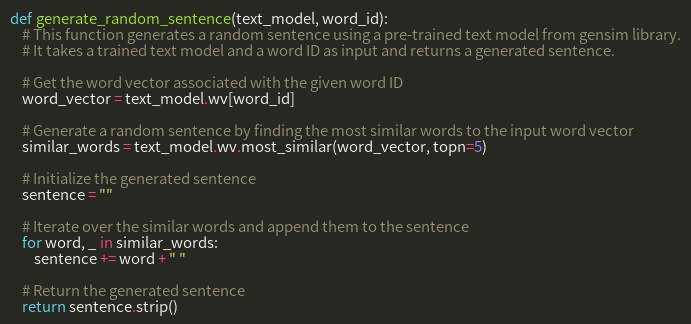 def generate_random_sentence(text_model, word_id):
    # This function generates a random sentence using a pre-trained text model from gensim library.
    # It takes a trained text model and a word ID as input and returns a generated sentence.

    # Get the word vector associated with the given word ID
    word_vector = text_model.wv[word_id]

    # Generate a random sentence by finding the most similar words to the input word vector
    similar_words = text_model.wv.most_similar(word_vector, topn=5)

    # Initialize the generated sentence
    sentence = ""

    # Iterate over the similar words and append them to the sentence
    for word, _ in similar_words:
        sentence += word + " "

    # Return the generated sentence
    return sentence.strip()